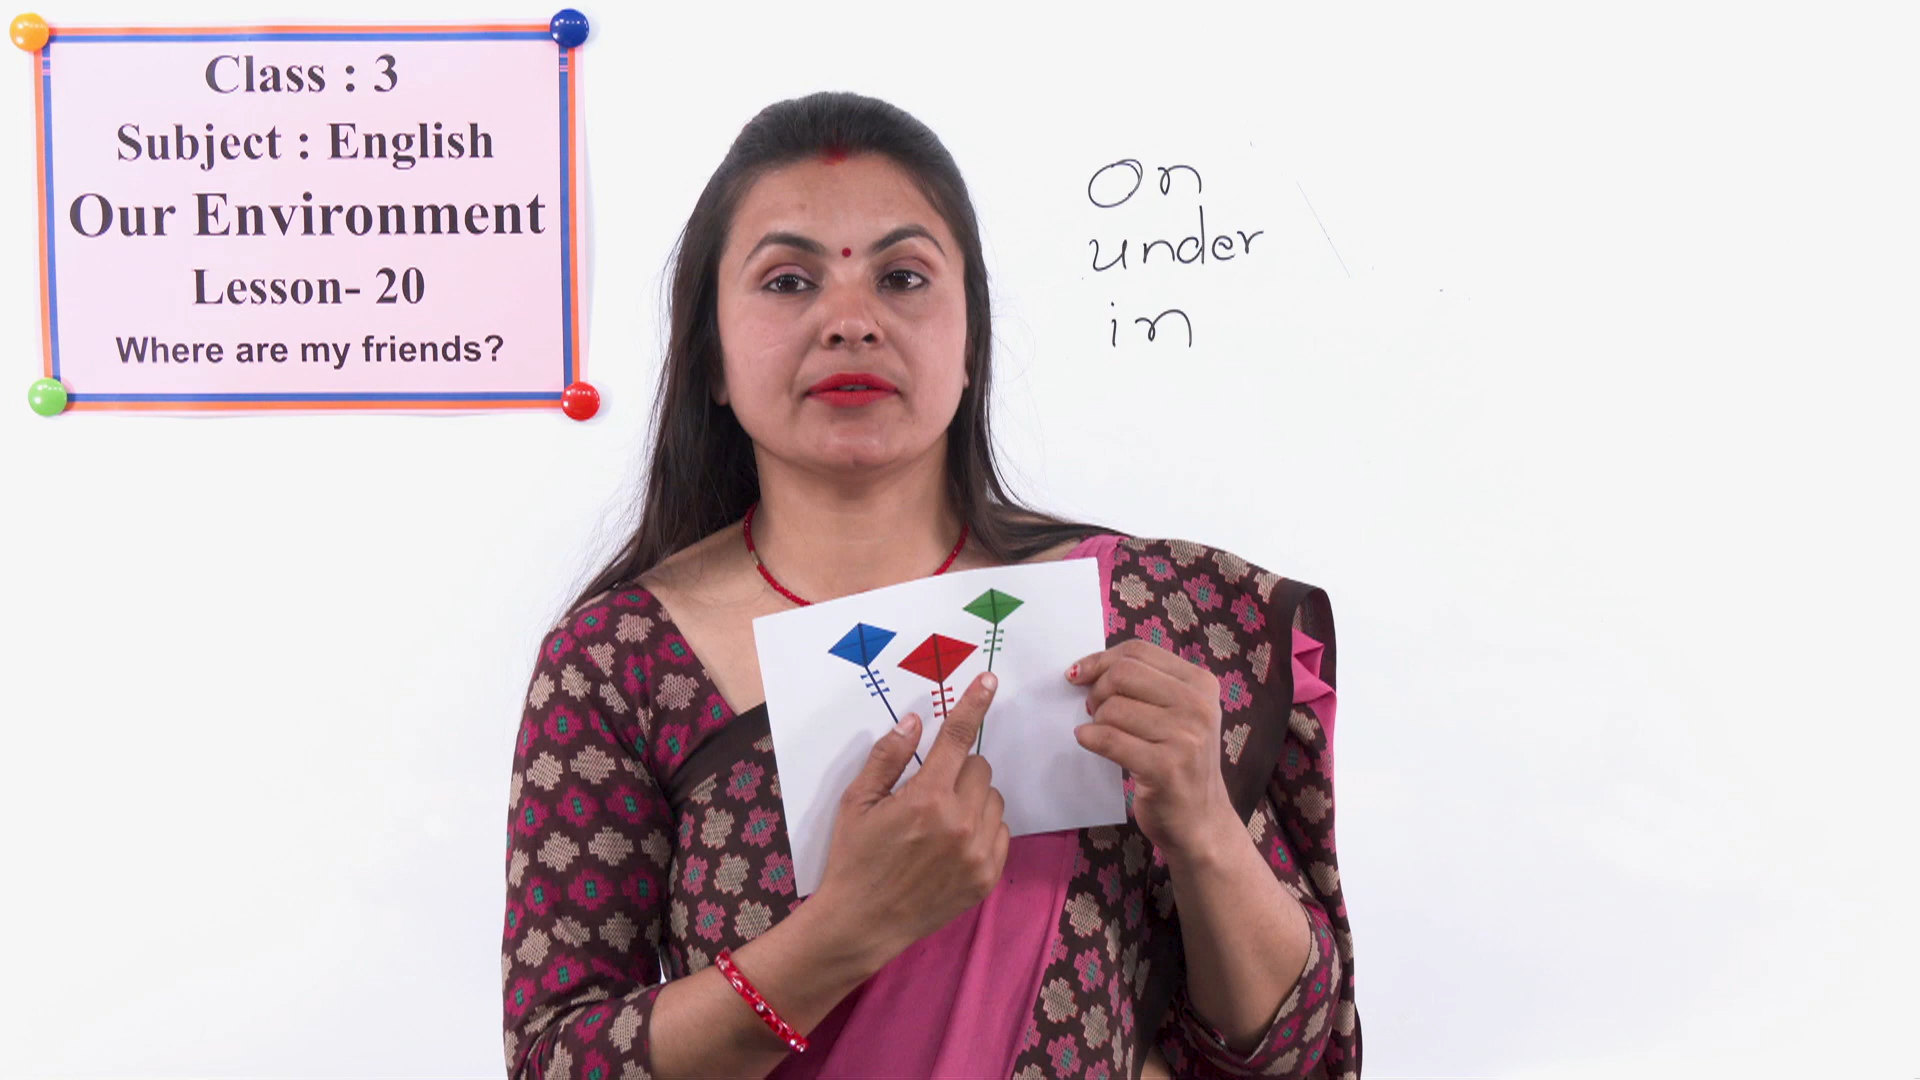 Class : 3
Subject : English
Our Environment
Lesson- 20
Where are my friends?
On
under
in